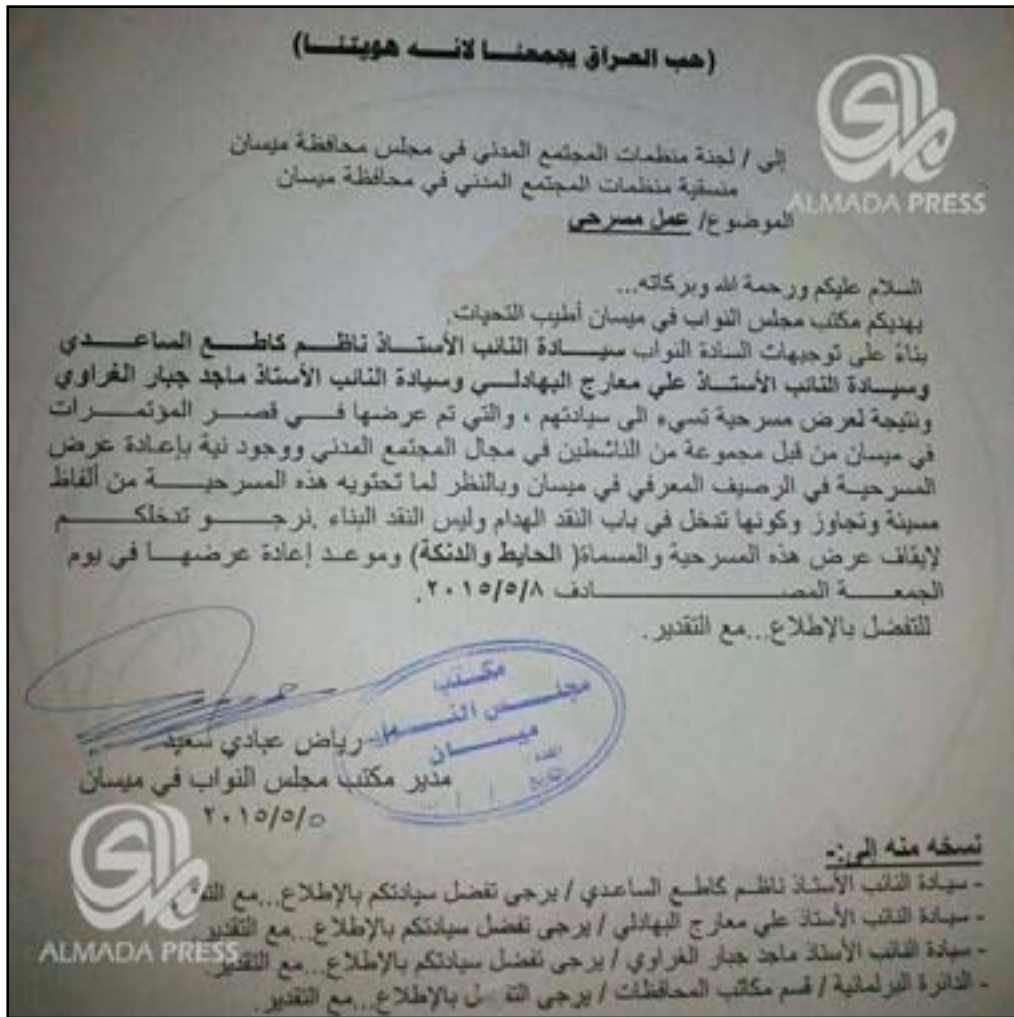 (حب العراق يجمعنا لانه هويتنا)
ALMADA PRESS
إلى / لجنة منظمات المجتمع المدني في مجلس محافظة ميسان
منسقية منظمات المجتمع المدني في محافظة ميسان
الموضوع/ عمل مسرحي
السلام عليكم ورحمة الله وبركاته...
يهديكم مكتب مجلس النواب في ميسان أطيب التحيات.
بناءً على توجيهات السادة النواب سيادة النائب الأستاذ ناظم كاطع الساعدي
وسيادة النائب الأستاذ علي معارج البهادلي وسيادة النائب الأستاذ ماجد جبار الغراوي
ونتيجة لعرض مسرحية تسيء الى سيادتهم ، والتي تم عرضها في قصر المؤتمرات
في ميسان من قبل مجموعة من الناشطين في مجال المجتمع المدني ووجود نية بإعادة عرض
المسرحية في الرصيف المعرفي في ميسان وبالنظر لما تحتويه هذه المسرحية من ألفاظ
مسيئة وتجاوز وكونها تدخل في باب النقد الهدام وليس النقد البناء .نرجو تدخلكم
لإيقاف عرض هذه المسرحية والمسماة( الحايط والدنكة) وموعد إعادة عرضها في يوم
الجمعة المصادف ٢٠١٥/٥/٨.
للتفضل بالإطلاع...مع التقدير.
مكتب
مجلس النواب
ميسان
العدد
التاريخ
رياض عبادي سعيد
مدير مكتب مجلس النواب في ميسان
٢٠١٥/٥/٥
نسخه منه إلى:-
- سيادة النائب الأستاذ ناظم كاطع الساعدي / يرجى تفضل سيادتكم بالإطلاع...مع
- سيادة النائب الأستاذ علي معارج البهادلي / يرجى تفضل سيادتكم بالإطلاع...مع التقدير.
- سيادة النائب الأستاذ ماجد جبار الغراوي / يرجى تفضل سيادتكم بالإطلاع...مع التقدير.
- الدائرة البرلمانية / قسم مكاتب المحافظات / يرجى التفضل بالإطلاع...مع التقدير.
ALMADA PRESS